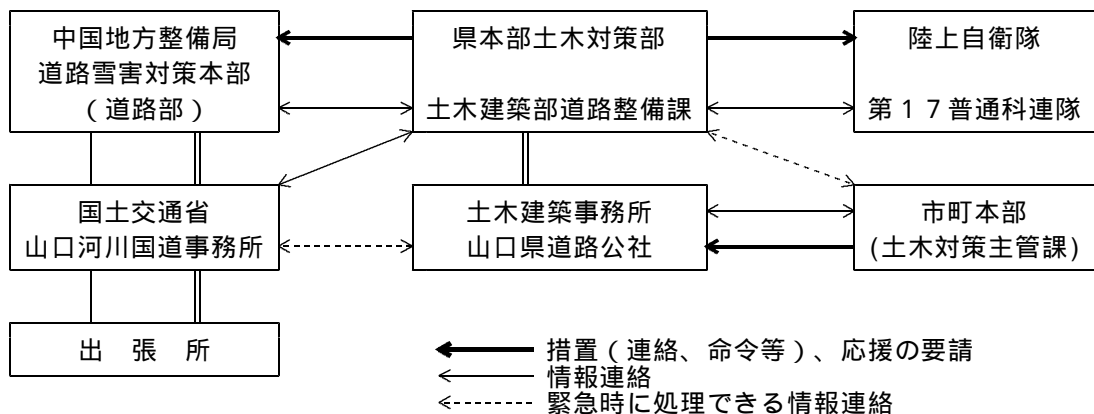 中国地方整備局
道路雪害対策本部
(道路部)
県本部土木対策部
土木建築部道路整備課
陸上自衛隊
第17普通科連隊
国土交通省
山口河川国道事務所
土木建築事務所
山口県道路公社
市町本部
(土木対策主管課)
出 張 所
措置(連絡、命令等)、応援の要請
情報連絡
緊急時に処理できる情報連絡